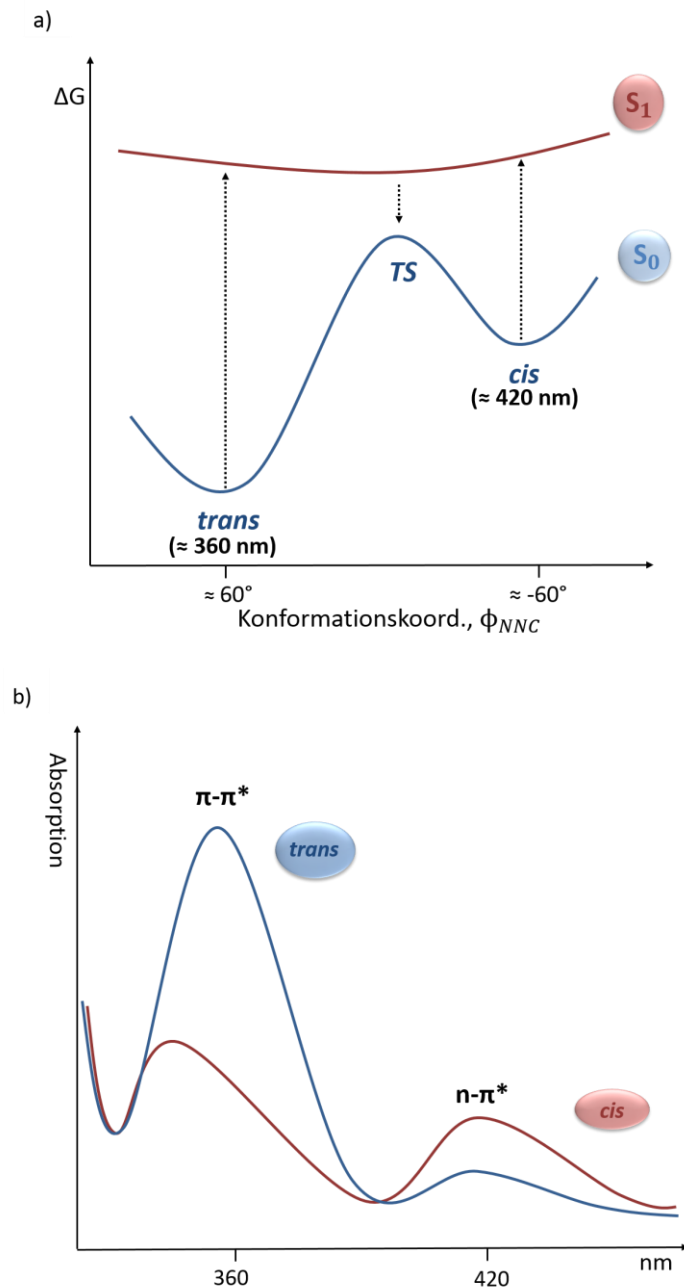 a)
ΔG
S₁
S₀
TS
cis
(≈ 420 nm)
trans
(≈ 360 nm)
≈ 60°
≈ -60°
Konformationskoord., ϕNNC
b)
Absorption
π-π*
trans
n-π*
cis
360
420
nm